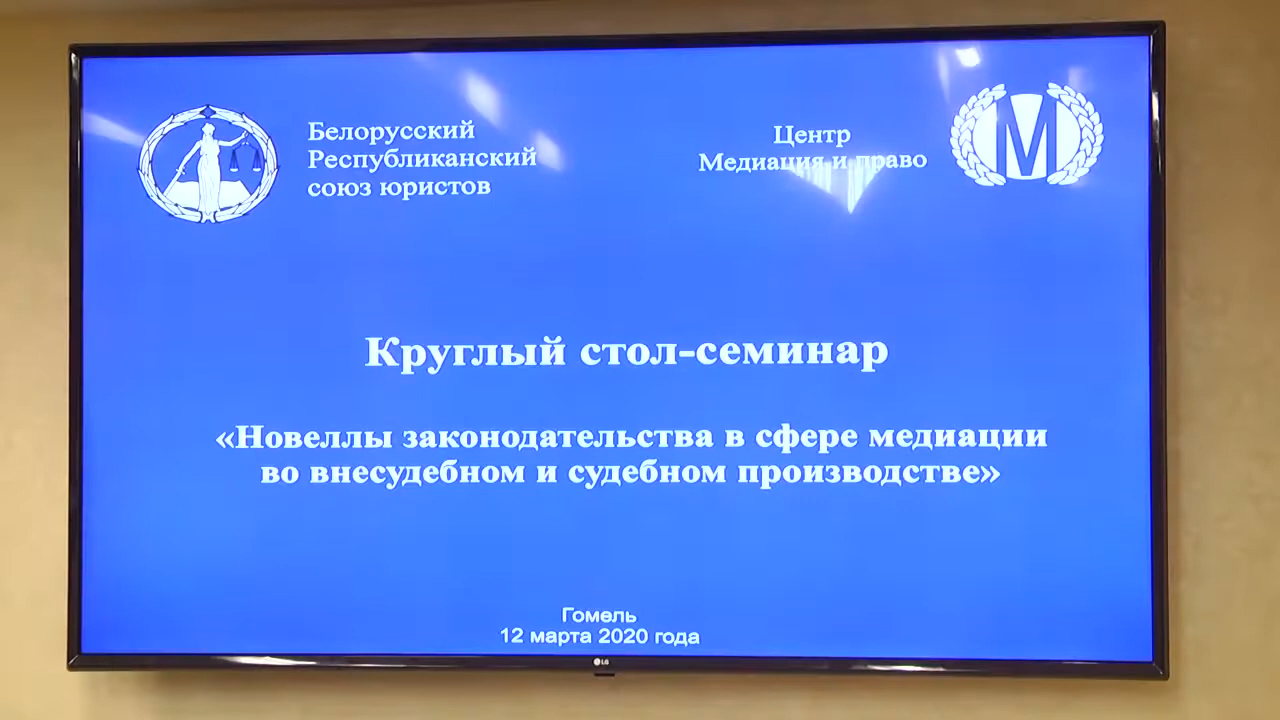 Белорусский
Республиканский
союз юристов
Центр
Медиация и право
М
Круглый стол-семинар
«Новеллы законодательства в сфере медиации
во внесудебном и судебном производстве»
Гомель
12 марта 2020 года
LG